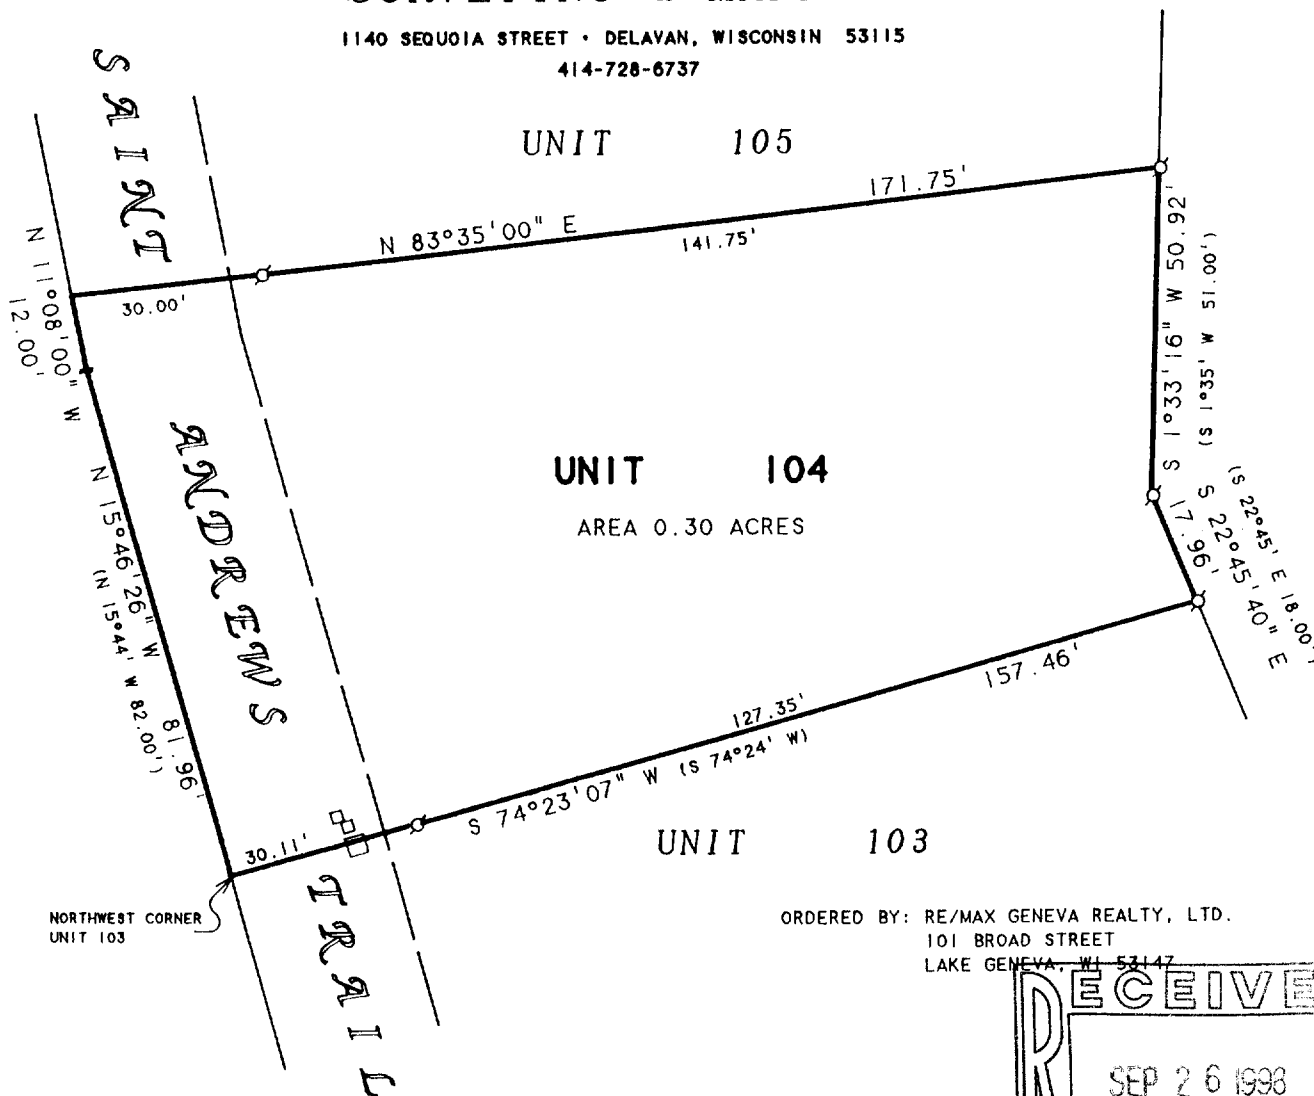 1140 SEQUOIA STREET • DELAVAN, WISCONSIN 53115
414-728-6737
SAINT
UNIT 105
171.75'
N 83°35'00" E
141.75'
30.00'
N 11°08'00" W
12.00'
S 1°33'16" W 50.92'
(S 1°35' W 51.00')
ANDREWS
UNIT 104
AREA 0.30 ACRES
N 15°46'26" W 81.96'
(N 15°44' W 82.00')
S 22°45'40" E
17.96'
(S 22°45' E 18.00')
157.46'
127.35'
S 74°23'07" W (S 74°24' W)
30.11'
UNIT 103
NORTHWEST CORNER
UNIT 103
TRAIL
ORDERED BY: RE/MAX GENEVA REALTY, LTD.
101 BROAD STREET
LAKE GENEVA, WI 53147
RECEIVE
SEP 26 1998